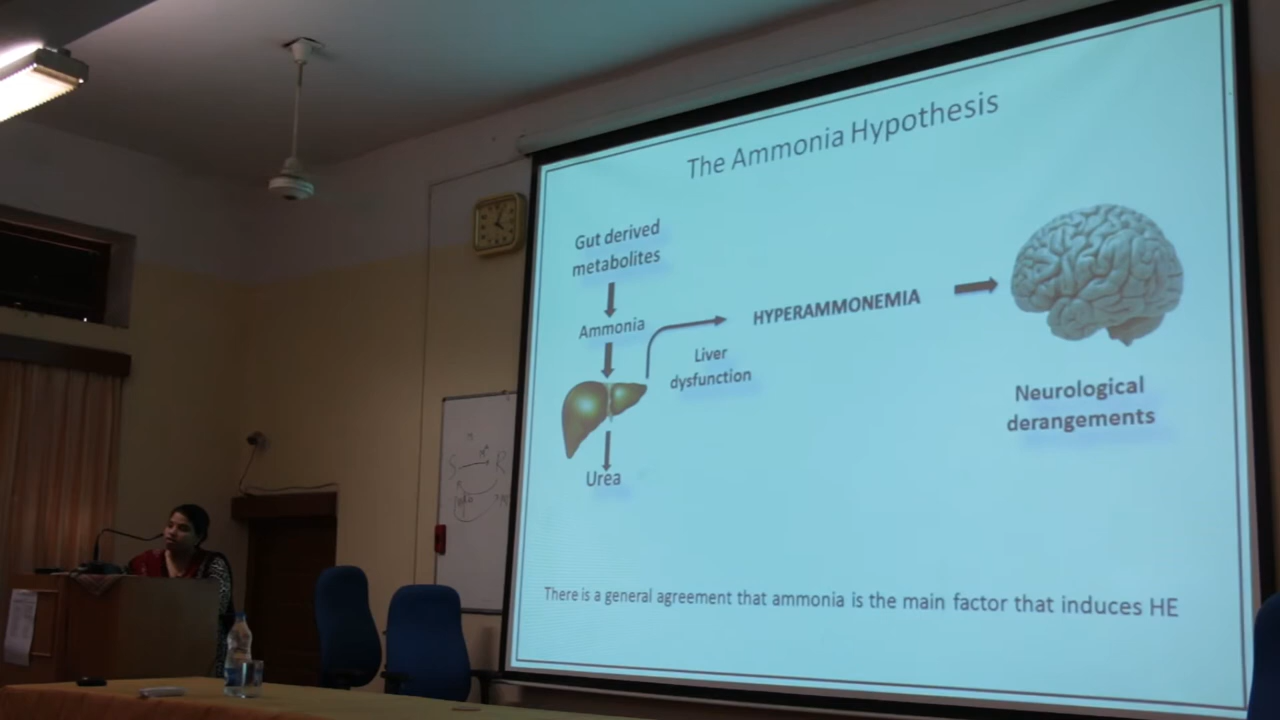 The Ammonia Hypothesis
Gut derived
metabolites
Ammonia
HYPERAMMONEMIA
Liver
dysfunction
Urea
Neurological
derangements
There is a general agreement that ammonia is the main factor that induces HE
S
R